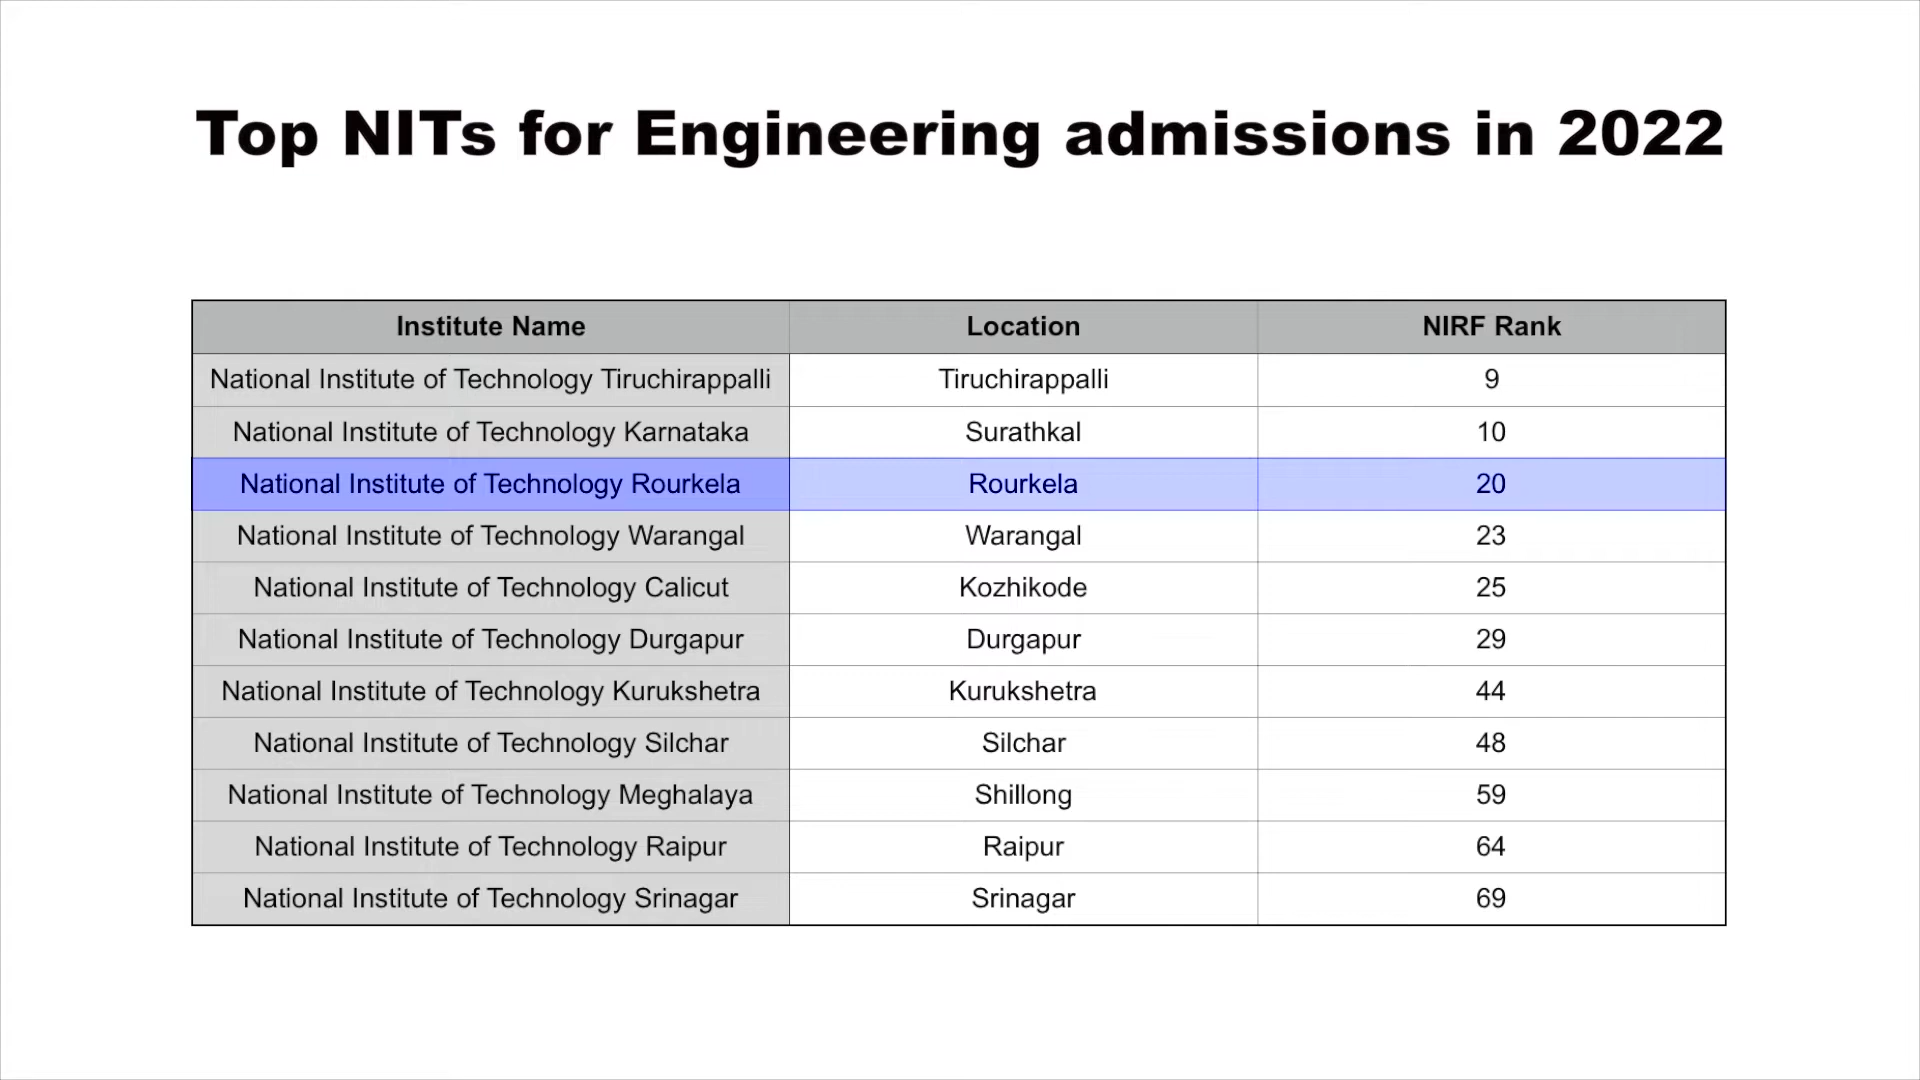 Top NITs for Engineering admissions in 2022
Institute Name Location NIRF Rank
National Institute of Technology Tiruchirappalli Tiruchirappalli 9
National Institute of Technology Karnataka Surathkal 10
National Institute of Technology Rourkela Rourkela 20
National Institute of Technology Warangal Warangal 23
National Institute of Technology Calicut Kozhikode 25
National Institute of Technology Durgapur Durgapur 29
National Institute of Technology Kurukshetra Kurukshetra 44
National Institute of Technology Silchar Silchar 48
National Institute of Technology Meghalaya Shillong 59
National Institute of Technology Raipur Raipur 64
National Institute of Technology Srinagar Srinagar 69